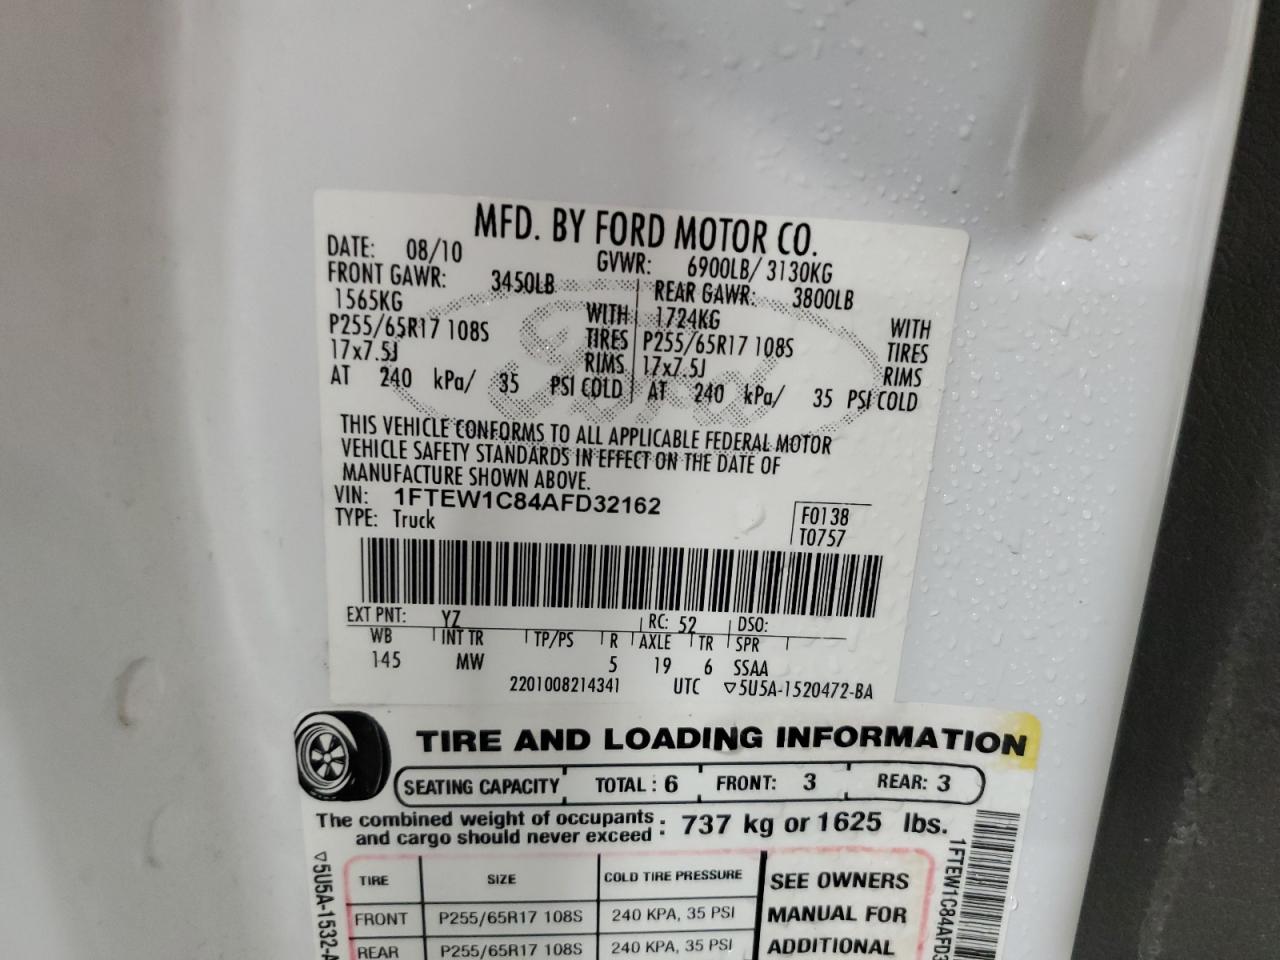 MFD. BY FORD MOTOR CO.
DATE: 08/10 GVWR: 6900LB/ 3130KG
FRONT GAWR: 3450LB REAR GAWR: 3800LB
1565KG WITH 1724KG WITH
P255/65R17 108S TIRES P255/65R17 108S TIRES
17x7.5J RIMS 17x7.5J RIMS
AT 240 kPa/ 35 PSI COLD AT 240 kPa/ 35 PSI COLD
Ford
THIS VEHICLE CONFORMS TO ALL APPLICABLE FEDERAL MOTOR
VEHICLE SAFETY STANDARDS IN EFFECT ON THE DATE OF
MANUFACTURE SHOWN ABOVE.
VIN: 1FTEW1C84AFD32162
TYPE: Truck
F0138
T0757
EXT PNT: YZ RC: 52 DSO:
WB INT TR TP/PS R AXLE TR SPR
145 MW 5 19 6 SSAA
2201008214341 UTC ▽5U5A-1520472-BA
TIRE AND LOADING INFORMATION
SEATING CAPACITY TOTAL : 6 FRONT: 3 REAR: 3
The combined weight of occupants
and cargo should never exceed : 737 kg or 1625 lbs.
TIRE SIZE COLD TIRE PRESSURE
FRONT P255/65R17 108S 240 KPA, 35 PSI
REAR P255/65R17 108S 240 KPA, 35 PSI
SEE OWNERS
MANUAL FOR
ADDITIONAL
▽5U5A-1532-A
1FTEW1C84AFD3